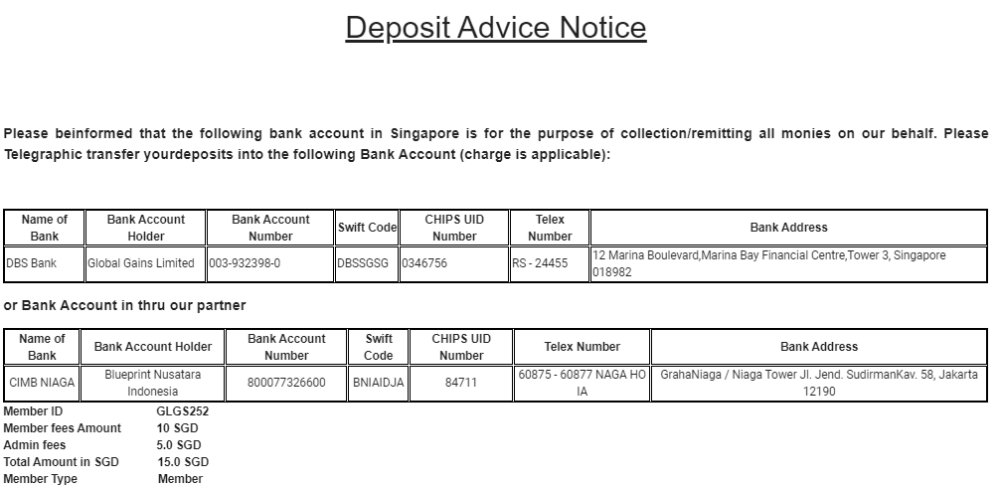 Deposit Advice Notice
Please beinformed that the following bank account in Singapore is for the purpose of collection/remitting all monies on our behalf. Please
Telegraphic transfer yourdeposits into the following Bank Account (charge is applicable):
Name of Bank Bank Account Holder Bank Account Number Swift Code CHIPS UID Number Telex Number Bank Address
DBS Bank Global Gains Limited 003-932398-0 DBSSGSG 0346756 RS - 24455 12 Marina Boulevard,Marina Bay Financial Centre,Tower 3, Singapore 018982
or Bank Account in thru our partner
Name of Bank Bank Account Holder Bank Account Number Swift Code CHIPS UID Number Telex Number Bank Address
CIMB NIAGA Blueprint Nusatara Indonesia 800077326600 BNIAIDJA 84711 60875 - 60877 NAGA HO IA GrahaNiaga / Niaga Tower Jl. Jend. SudirmanKav. 58, Jakarta 12190
Member ID GLGS252
Member fees Amount 10 SGD
Admin fees 5.0 SGD
Total Amount in SGD 15.0 SGD
Member Type Member